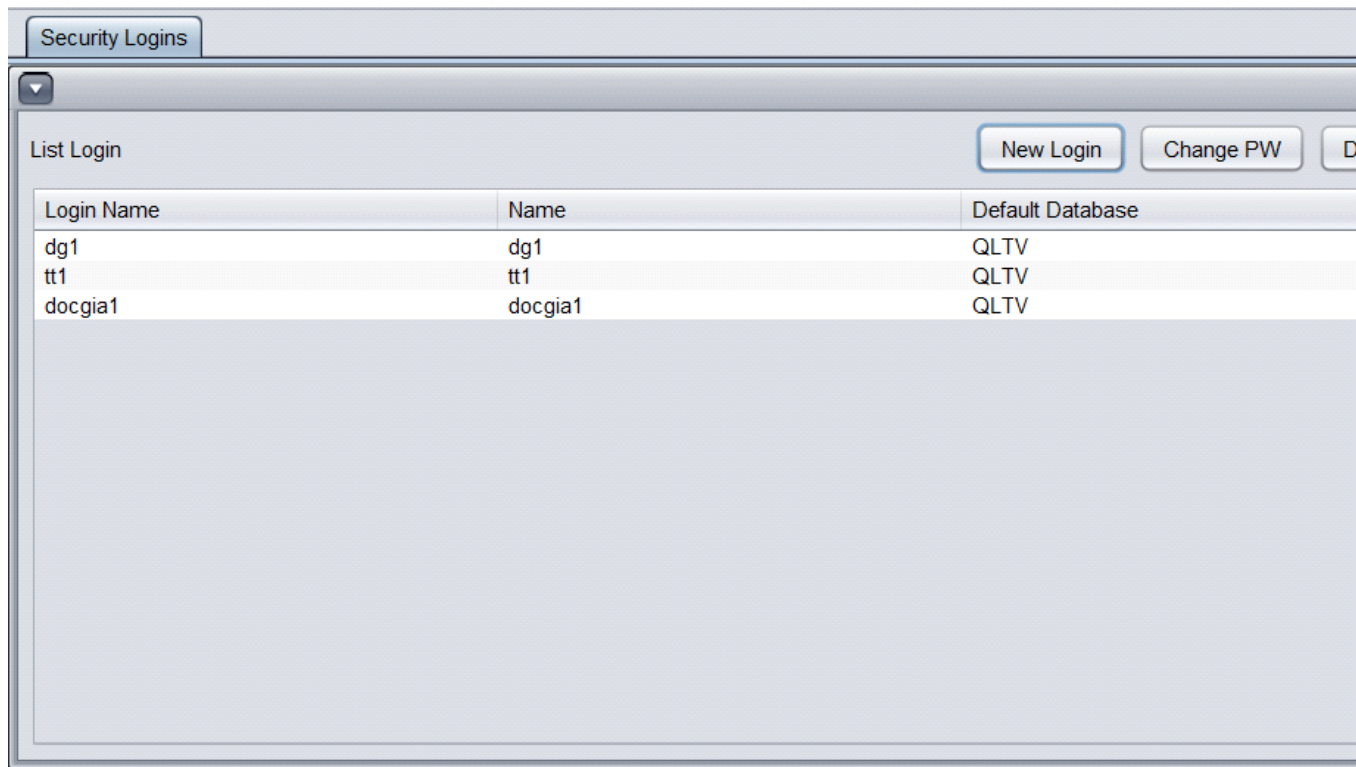 Security Logins
List Login New Login Change PW D
Login Name Name Default Database
dg1 dg1 QLTV
tt1 tt1 QLTV
docgia1 docgia1 QLTV